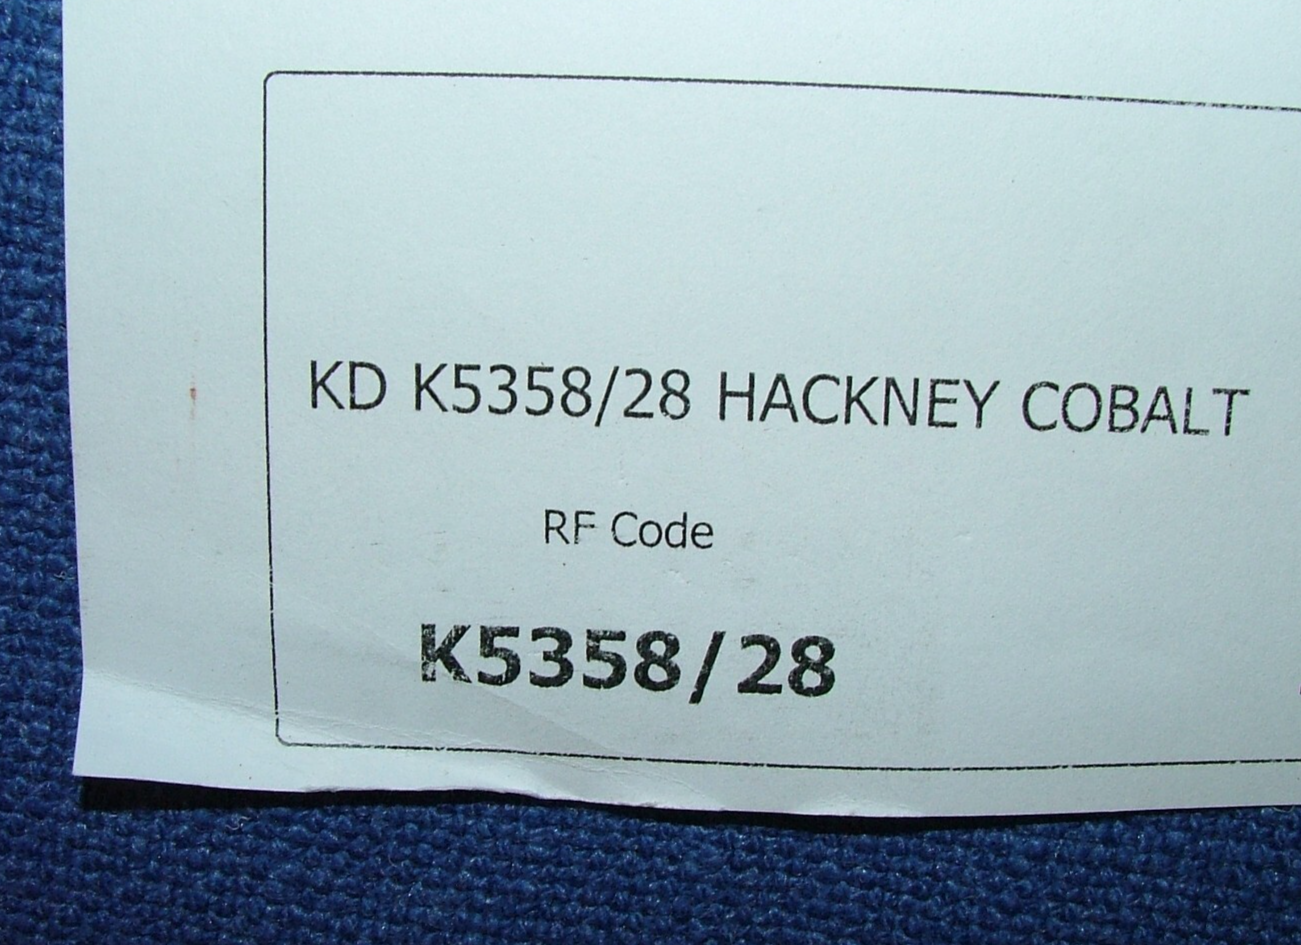 KD K5358/28 HACKNEY COBALT
RF Code
K5358/28